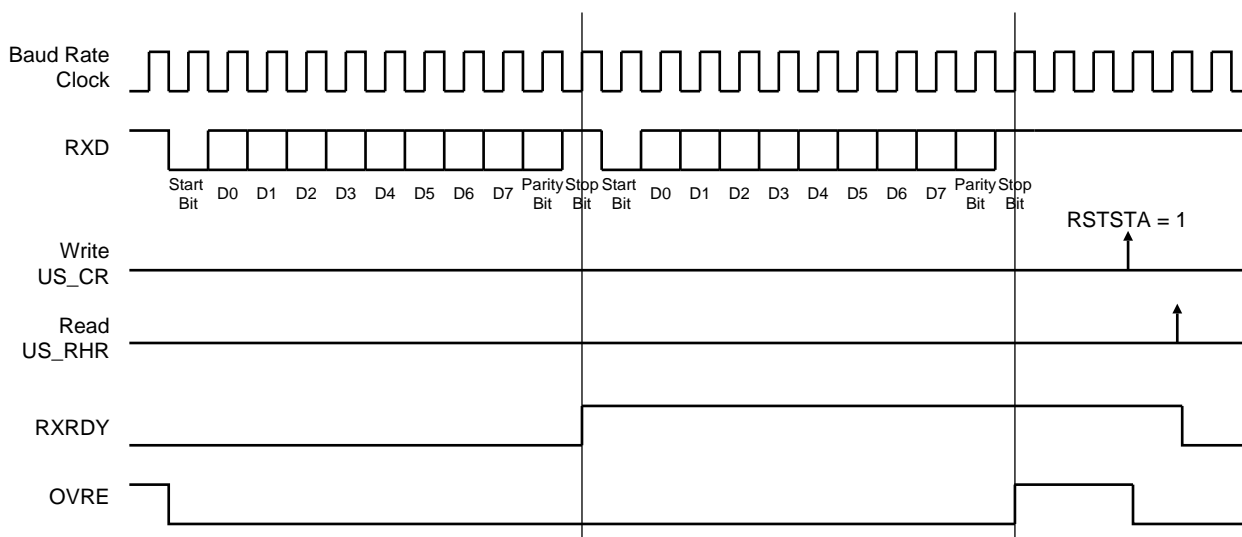 Baud Rate
Clock
RXD
Start
Bit
D0
D1
D2
D3
D4
D5
D6
D7
Parity
Bit
Stop
Bit
Start
Bit
D0
D1
D2
D3
D4
D5
D6
D7
Parity
Bit
Stop
Bit
RSTSTA = 1
Write
US_CR
Read
US_RHR
RXRDY
OVRE